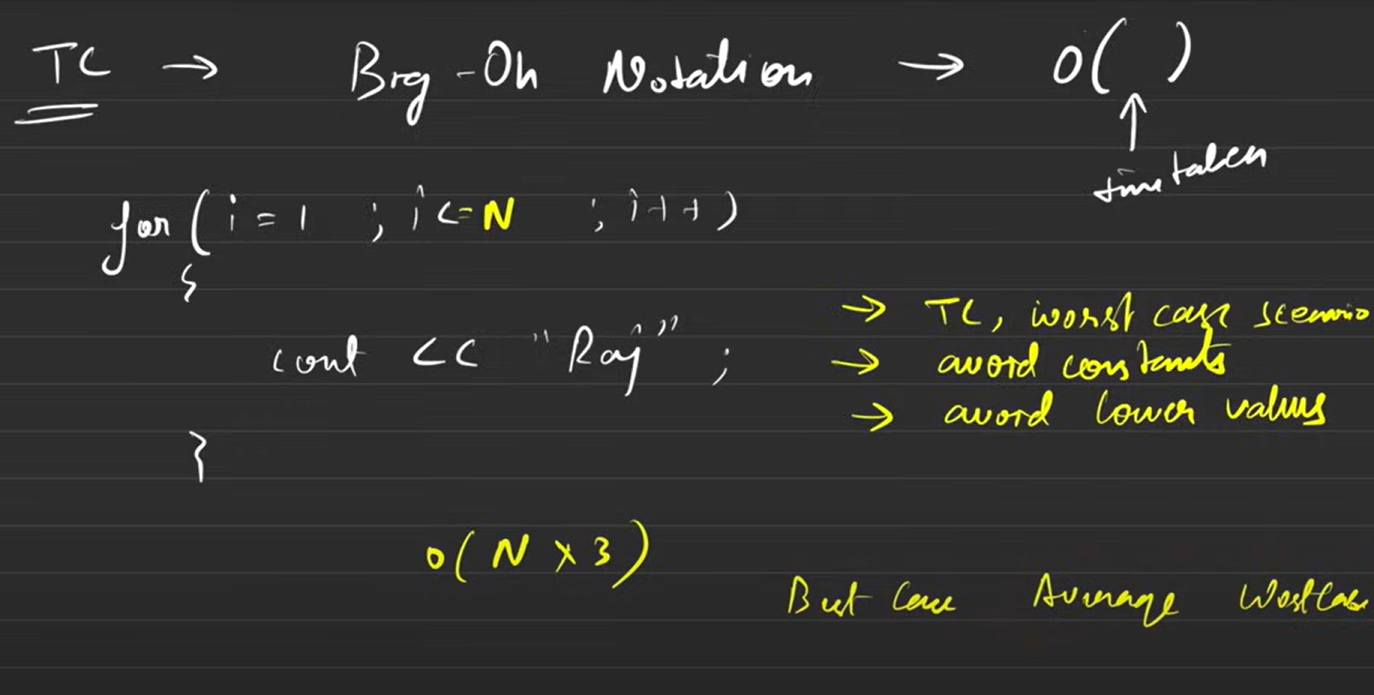 TC → Big-Oh Notation → O( )
↑
time taken
for ( i = 1 ; i <= N ; i++ )
{
cout << "Raj" ;
}
→ TC, worst case scenario
→ avoid constants
→ avoid lower values
O( N × 3 )
Best Case Average Worst Case